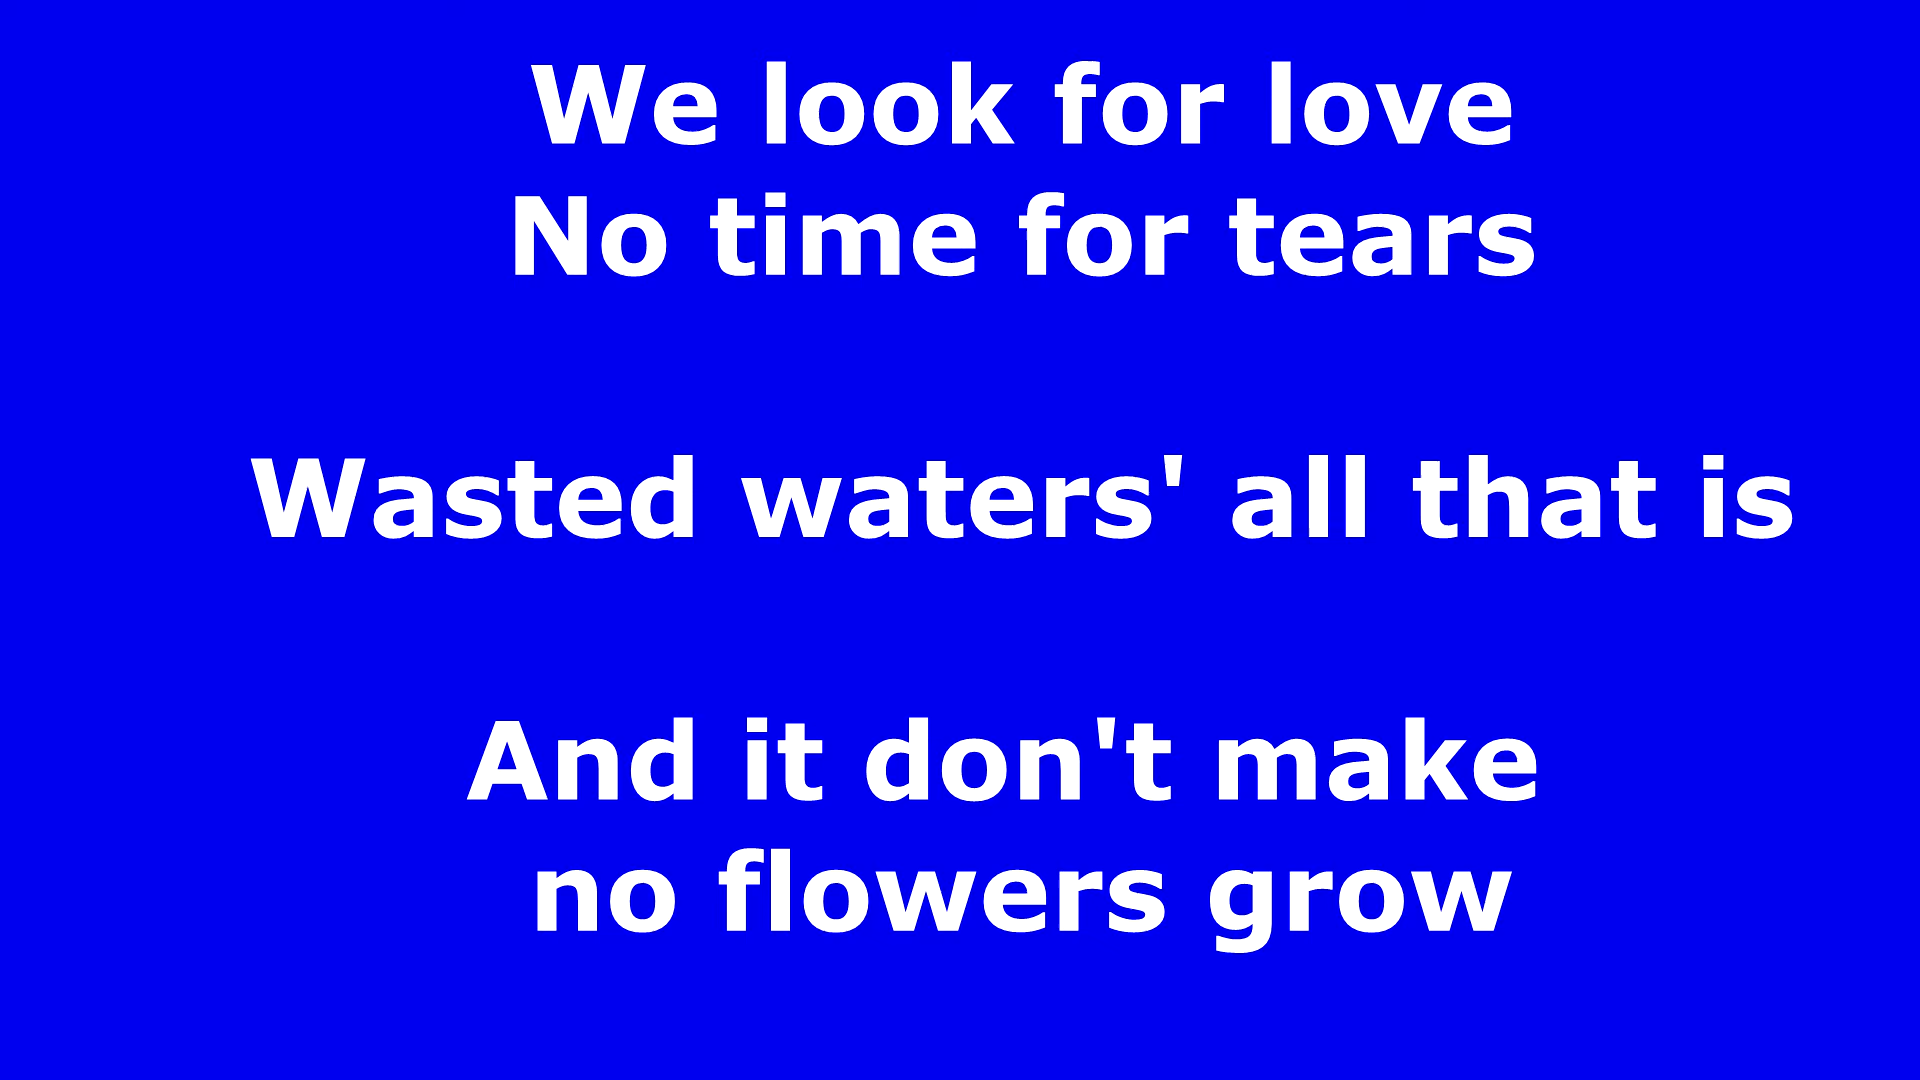 We look for love
No time for tears
Wasted waters' all that is
And it don't make
no flowers grow